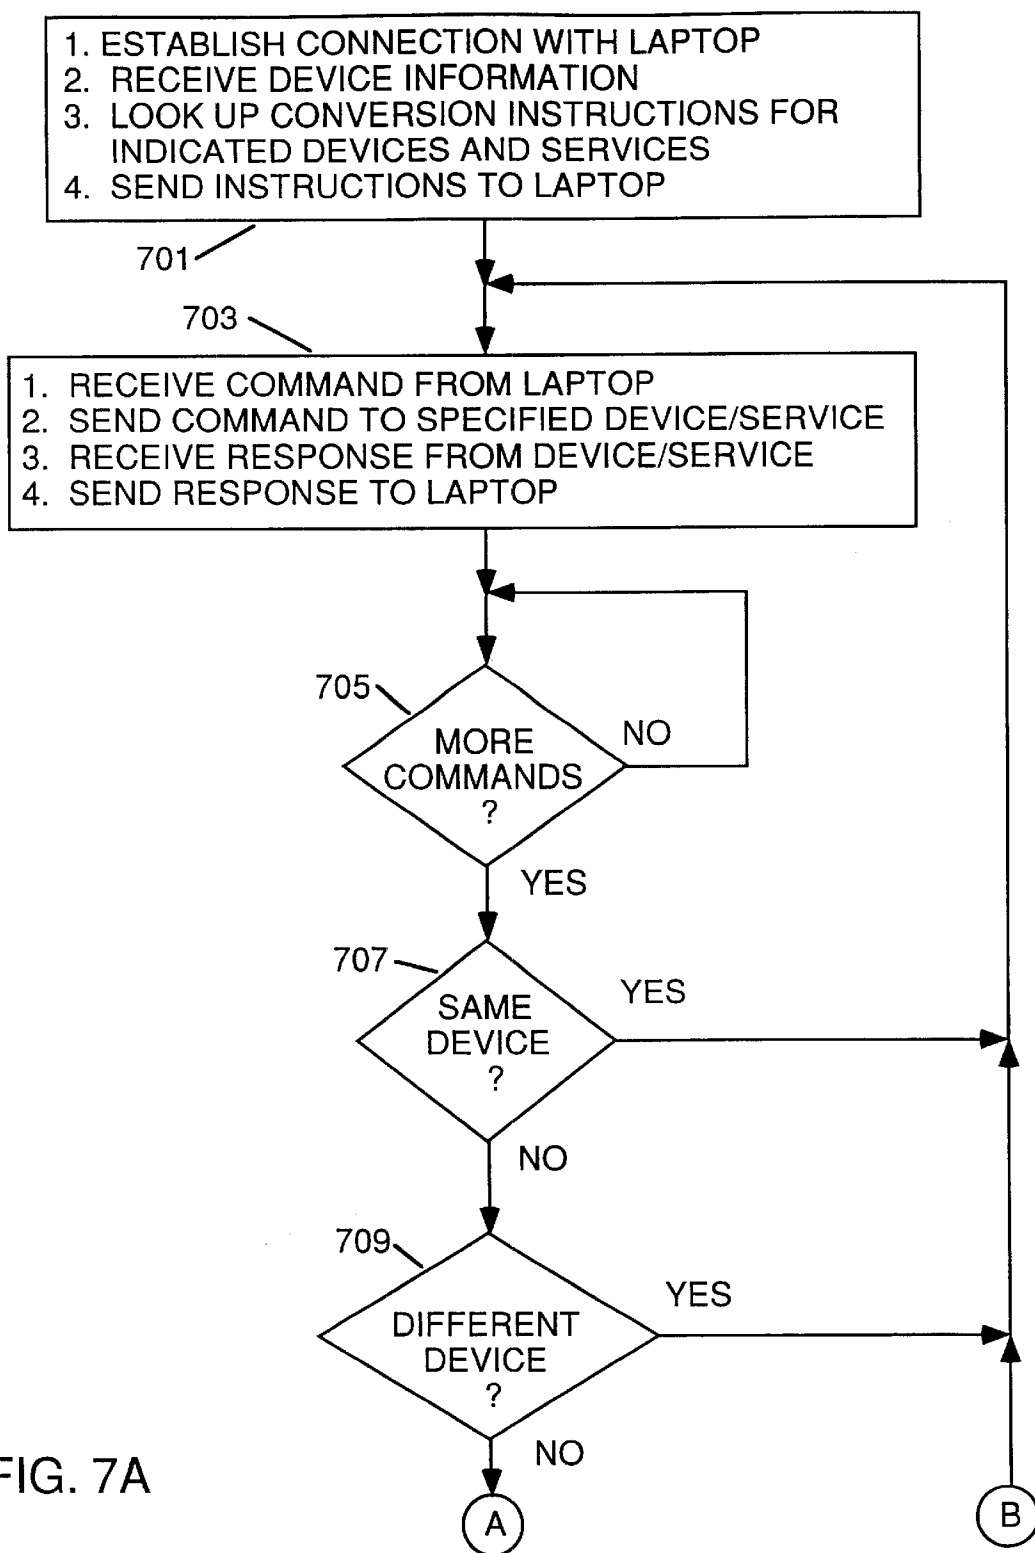 1. ESTABLISH CONNECTION WITH LAPTOP
2. RECEIVE DEVICE INFORMATION
3. LOOK UP CONVERSION INSTRUCTIONS FOR
INDICATED DEVICES AND SERVICES
4. SEND INSTRUCTIONS TO LAPTOP
701
703
1. RECEIVE COMMAND FROM LAPTOP
2. SEND COMMAND TO SPECIFIED DEVICE/SERVICE
3. RECEIVE RESPONSE FROM DEVICE/SERVICE
4. SEND RESPONSE TO LAPTOP
705
MORE
COMMANDS
?
NO
YES
707
SAME
DEVICE
?
YES
NO
709
DIFFERENT
DEVICE
?
YES
NO
FIG. 7A
A
B